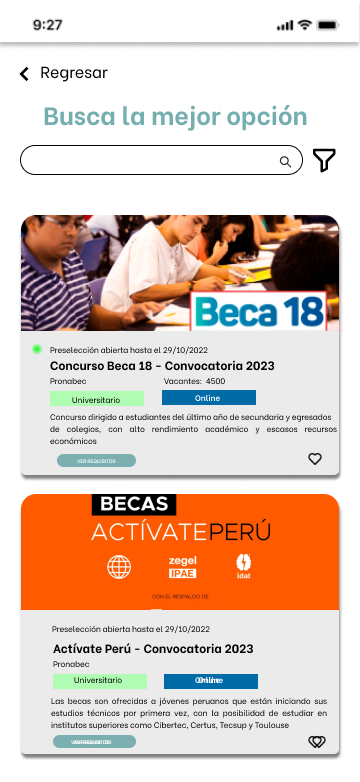 9:27
Regresar
Busca la mejor opción
Beca 18
Preselección abierta hasta el 29/10/2022
Concurso Beca 18 - Convocatoria 2023
Pronabec Vacantes: 4500
Universitario Online
Concurso dirigido a estudiantes del último año de secundaria y egresados
de colegios, con alto rendimiento académico y escasos recursos
económicos
VER REQUISITOS
BECAS
ACTÍVATEPERÚ
zegel
IPAE
idat
CON EL RESPALDO DE
Preselección abierta hasta el 29/10/2022
Actívate Perú - Convocatoria 2023
Pronabec
Universitario
Las becas son ofrecidas a jóvenes peruanos que están iniciando sus
estudios técnicos por primera vez, con la posibilidad de estudiar en
institutos superiores como Cibertec, Certus, Tecsup y Toulouse